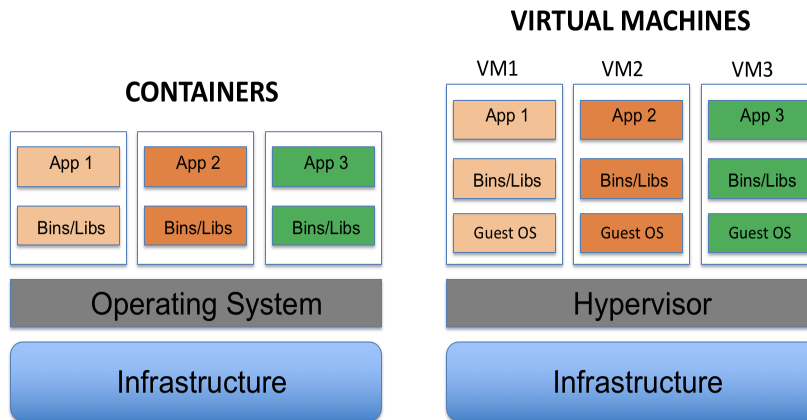 CONTAINERS
App 1
App 2
App 3
Bins/Libs
Bins/Libs
Bins/Libs
Operating System
Infrastructure
VIRTUAL MACHINES
VM1
VM2
VM3
App 1
App 2
App 3
Bins/Libs
Bins/Libs
Bins/Libs
Guest OS
Guest OS
Guest OS
Hypervisor
Infrastructure